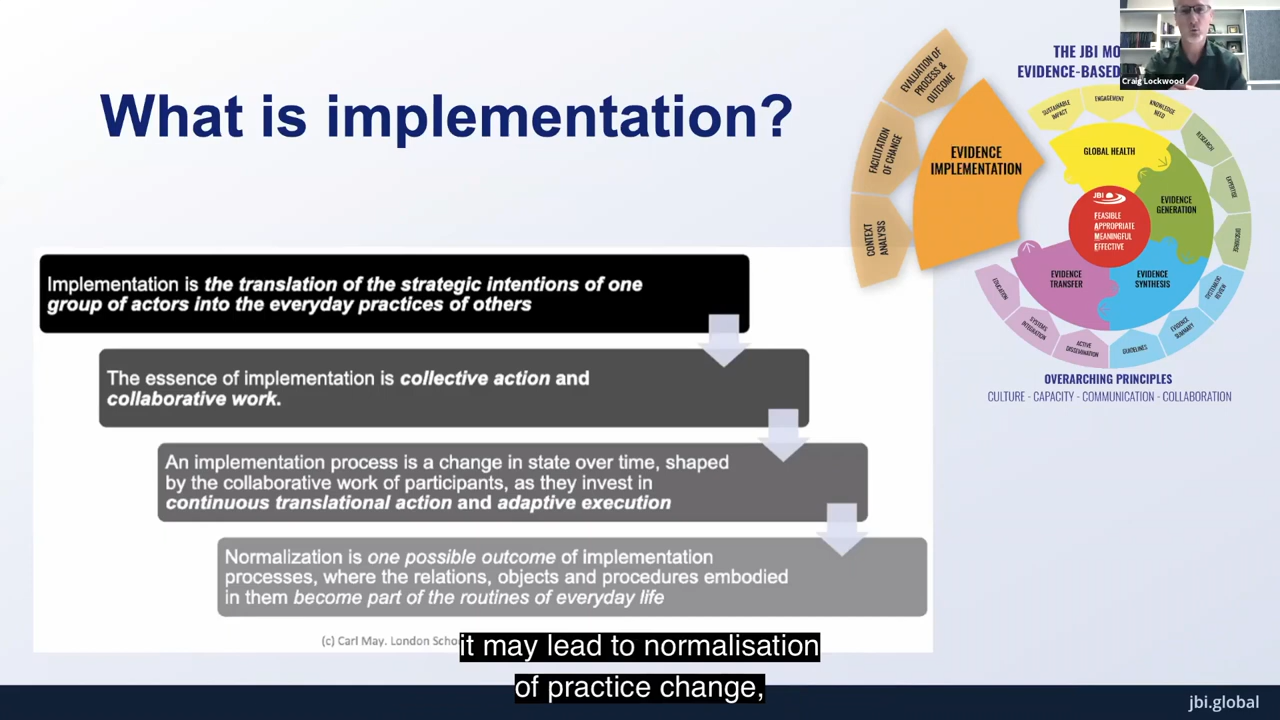 What is implementation?
Implementation is the translation of the strategic intentions of one
group of actors into the everyday practices of others
The essence of implementation is collective action and
collaborative work.
An implementation process is a change in state over time, shaped
by the collaborative work of participants, as they invest in
continuous translational action and adaptive execution
Normalization is one possible outcome of implementation
processes, where the relations, objects and procedures embodied
in them become part of the routines of everyday life
(c) Carl May. London
it may lead to normalisation
of practice change,
THE JBI
EVIDENCE-BASED
Craig Lockwood
EVALUATION OF
PROCESS &
OUTCOME
FACILITATION
OF CHANGE
CONTEXT
ANALYSIS
EVIDENCE
IMPLEMENTATION
SUSTAINABLE
IMPACT
ENGAGEMENT
KNOWLEDGE
NEED
GLOBAL HEALTH
RESEARCH
EXPERTISE
DISCOURSE
EVIDENCE
GENERATION
JBI
FEASIBLE
APPROPRIATE
MEANINGFUL
EFFECTIVE
EVIDENCE
TRANSFER
EVIDENCE
SYNTHESIS
EDUCATION
SYSTEMS
INTEGRATION
ACTIVE
DISSEMINATION
GUIDELINES
EVIDENCE
SUMMARY
SYSTEMATIC
REVIEW
OVERARCHING PRINCIPLES
CULTURE - CAPACITY - COMMUNICATION - COLLABORATION
jbi.global